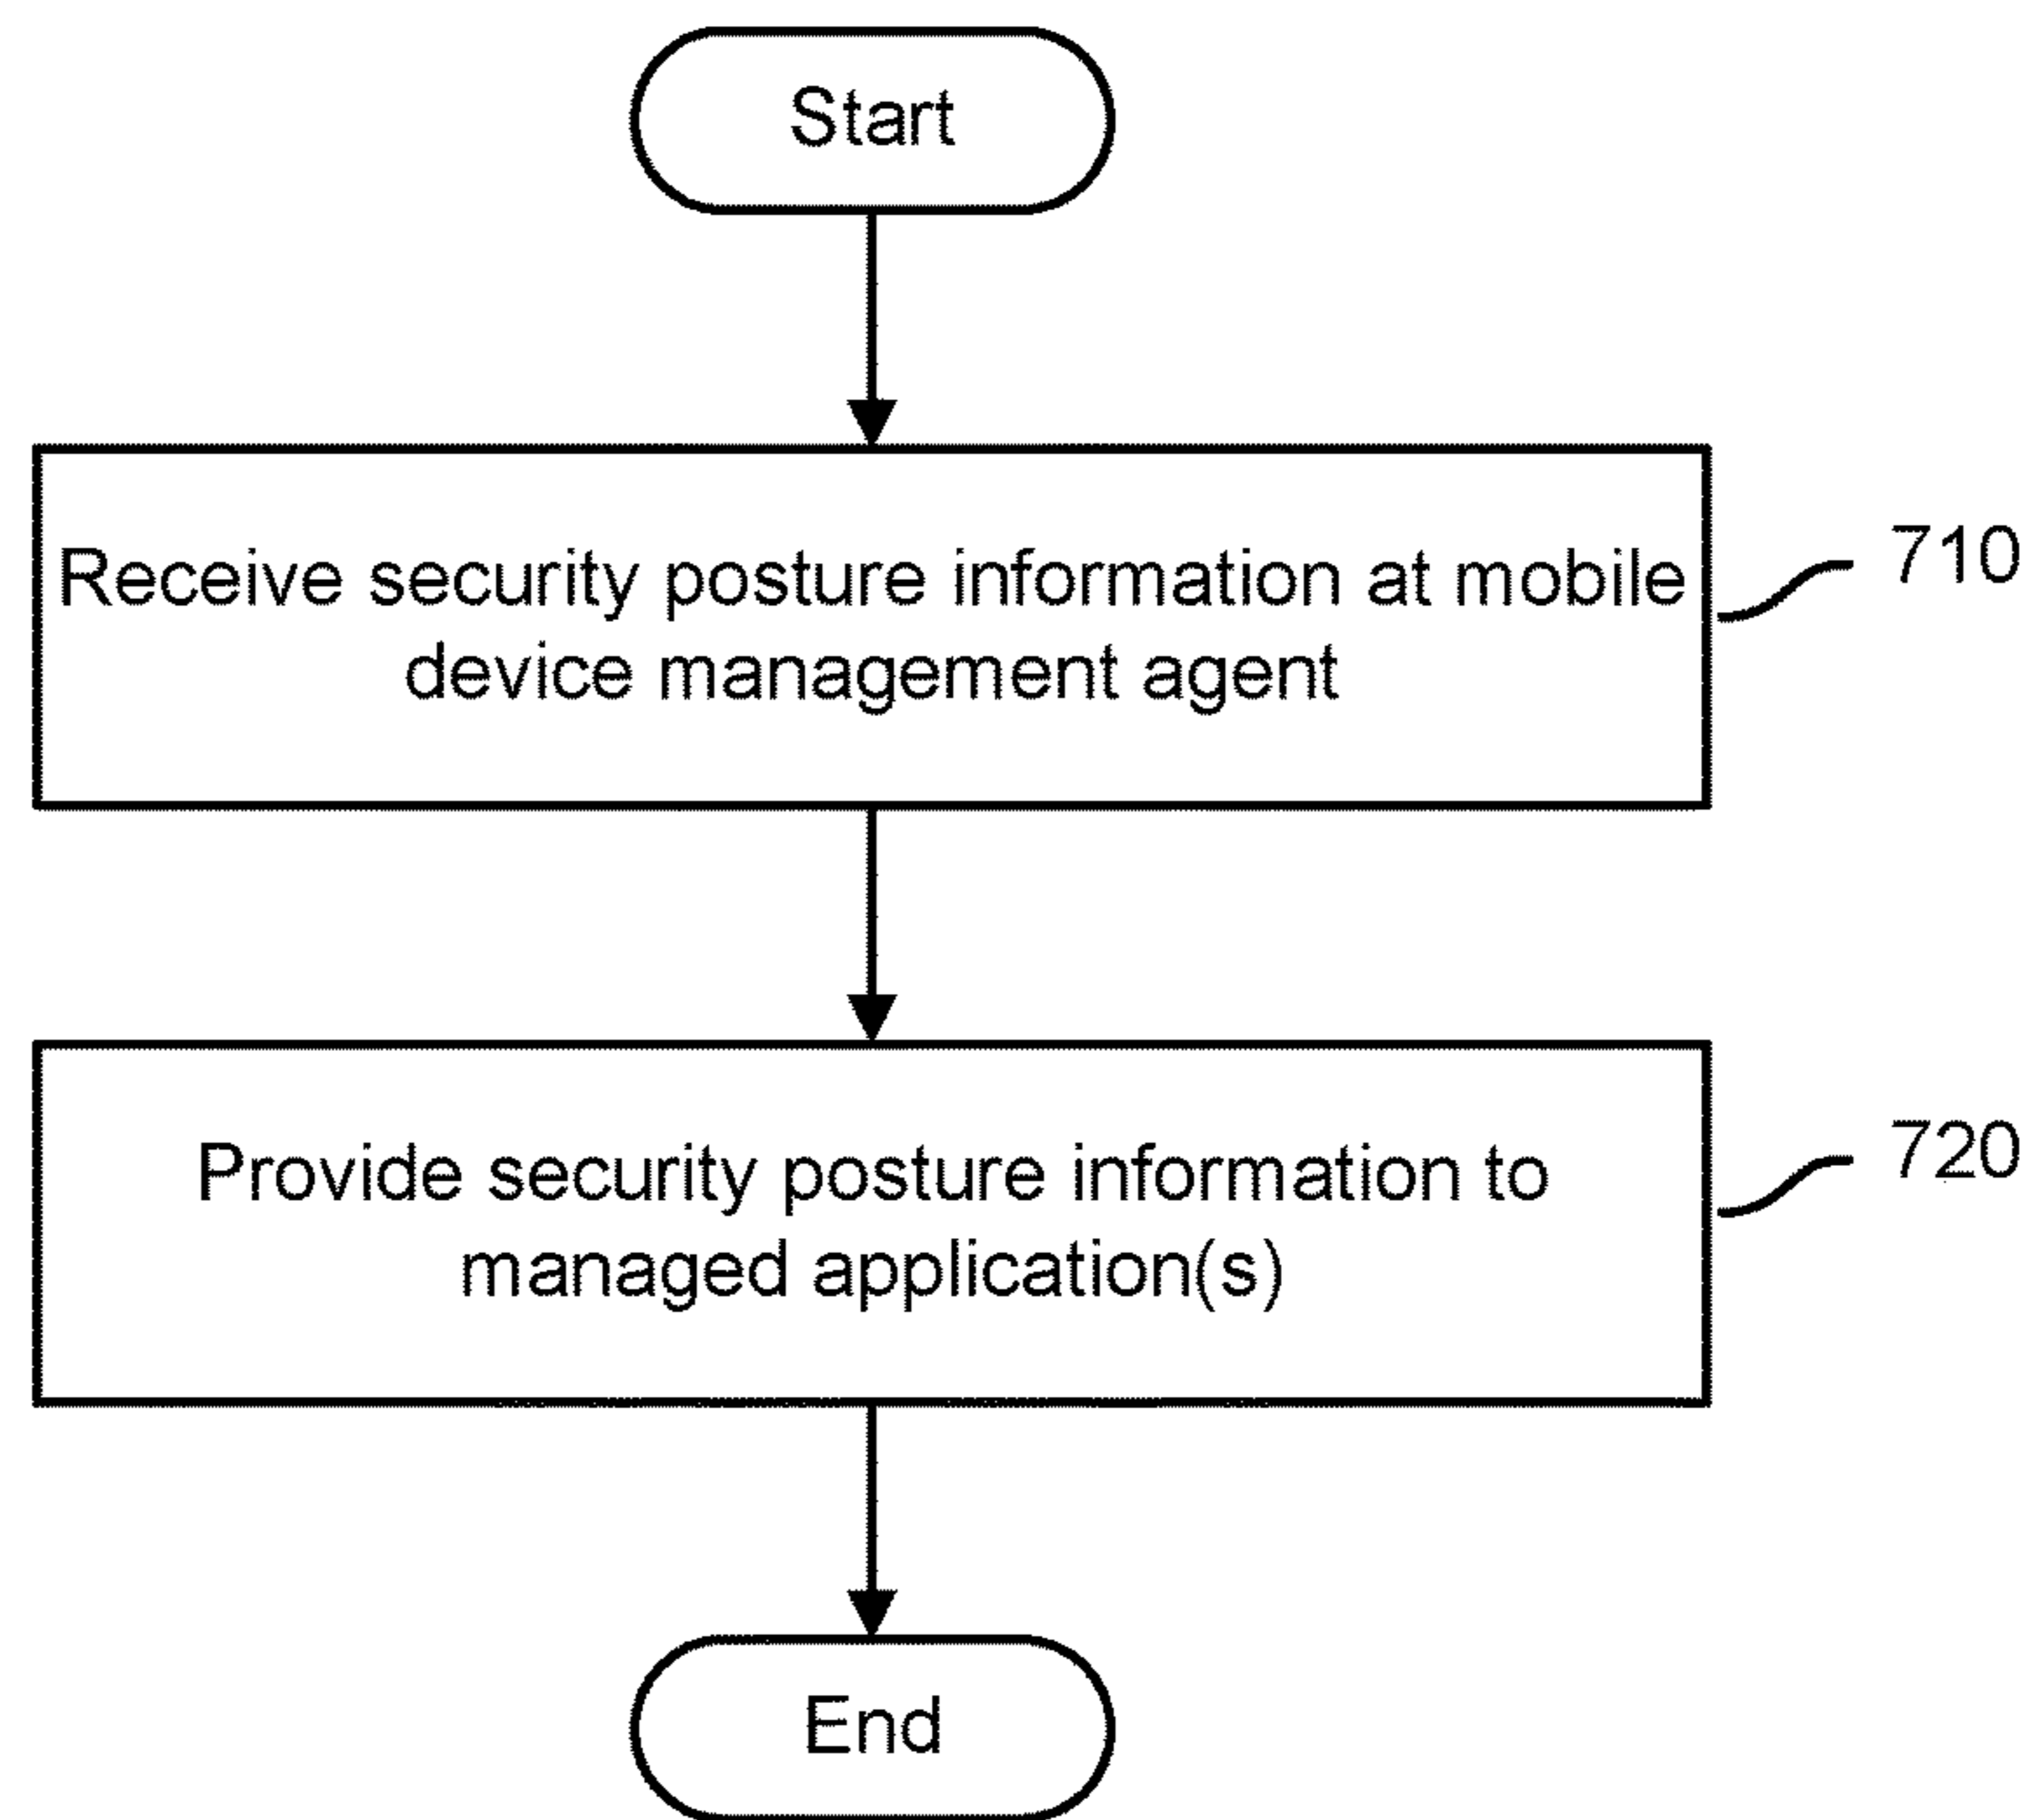 Start
Receive security posture information at mobile
device management agent
710
Provide security posture information to
managed application(s)
720
End